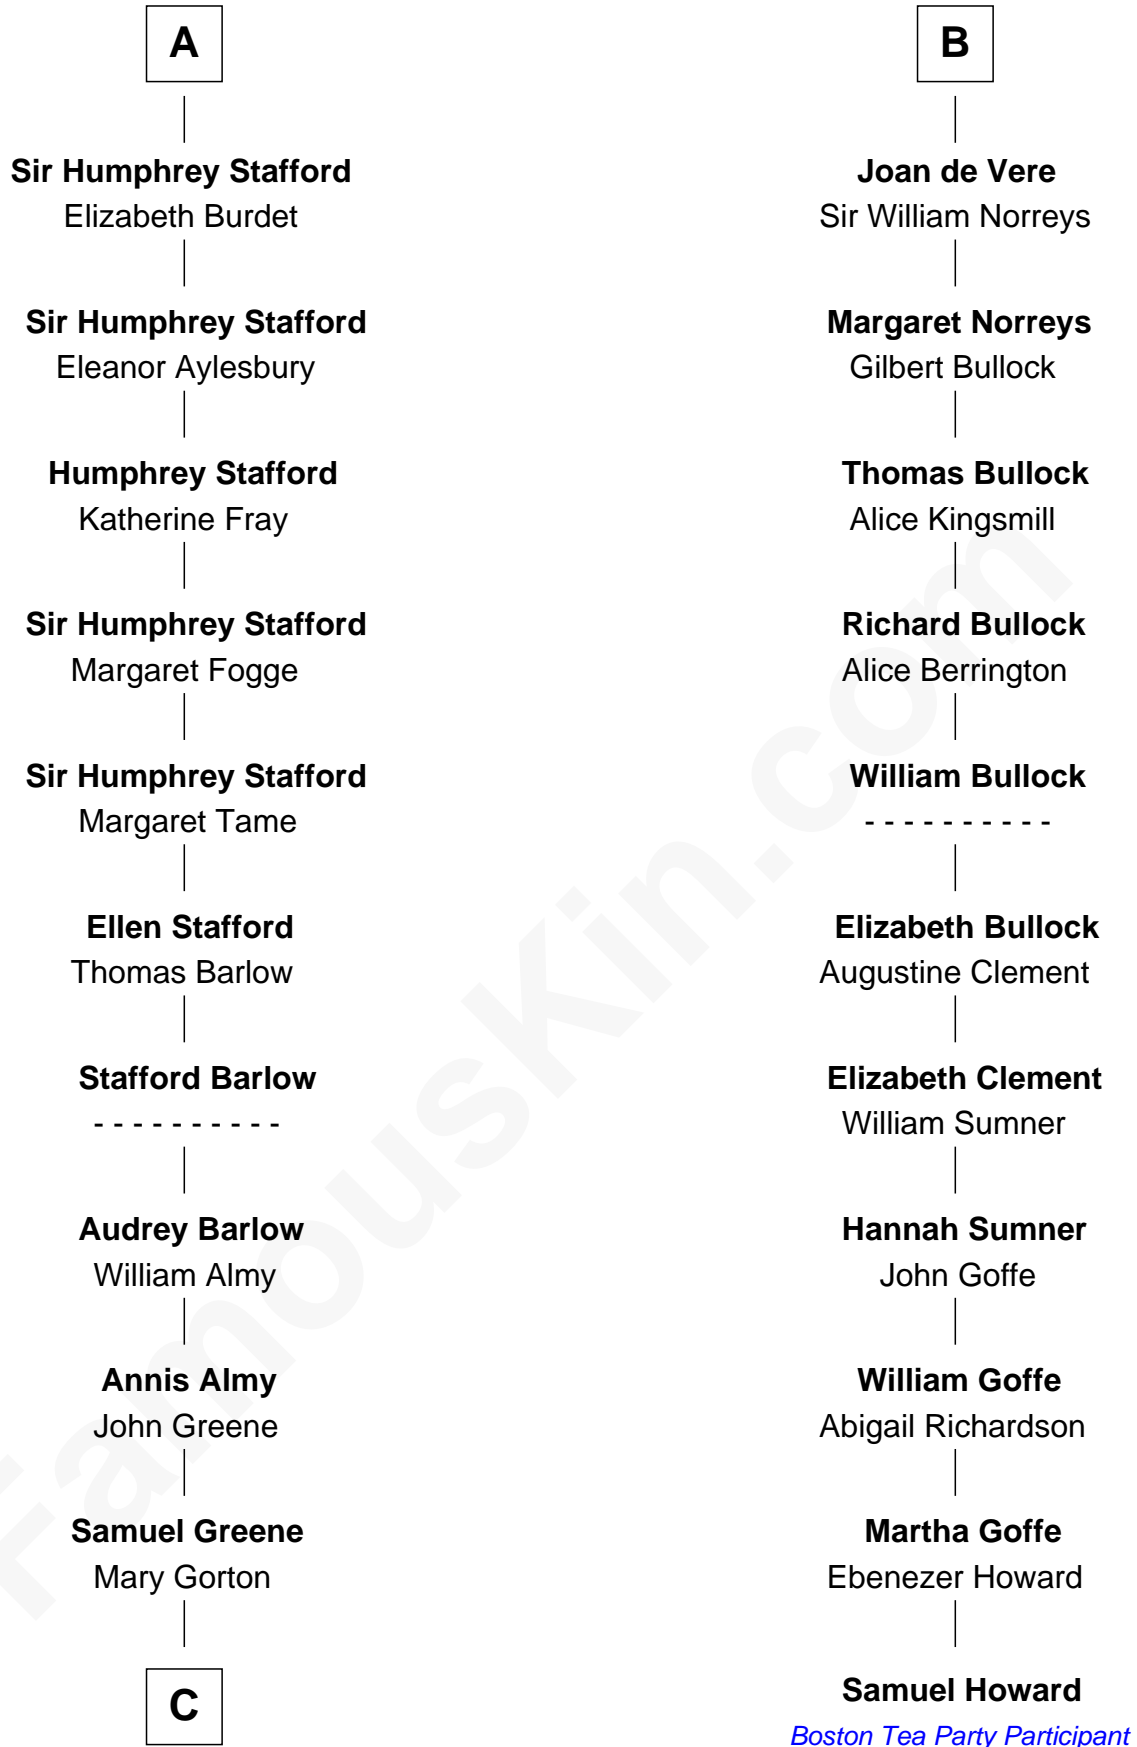 A
Sir Humphrey Stafford
Elizabeth Burdet
Sir Humphrey Stafford
Eleanor Aylesbury
Humphrey Stafford
Katherine Fray
Sir Humphrey Stafford
Margaret Fogge
Sir Humphrey Stafford
Margaret Tame
Ellen Stafford
Thomas Barlow
Stafford Barlow
- - - - - - - - - -
Audrey Barlow
William Almy
Annis Almy
John Greene
Samuel Greene
Mary Gorton
C
B
Joan de Vere
Sir William Norreys
Margaret Norreys
Gilbert Bullock
Thomas Bullock
Alice Kingsmill
Richard Bullock
Alice Berrington
William Bullock
- - - - - - - - - -
Elizabeth Bullock
Augustine Clement
Elizabeth Clement
William Sumner
Hannah Sumner
John Goffe
William Goffe
Abigail Richardson
Martha Goffe
Ebenezer Howard
Samuel Howard
Boston Tea Party Participant
FamousKin.com